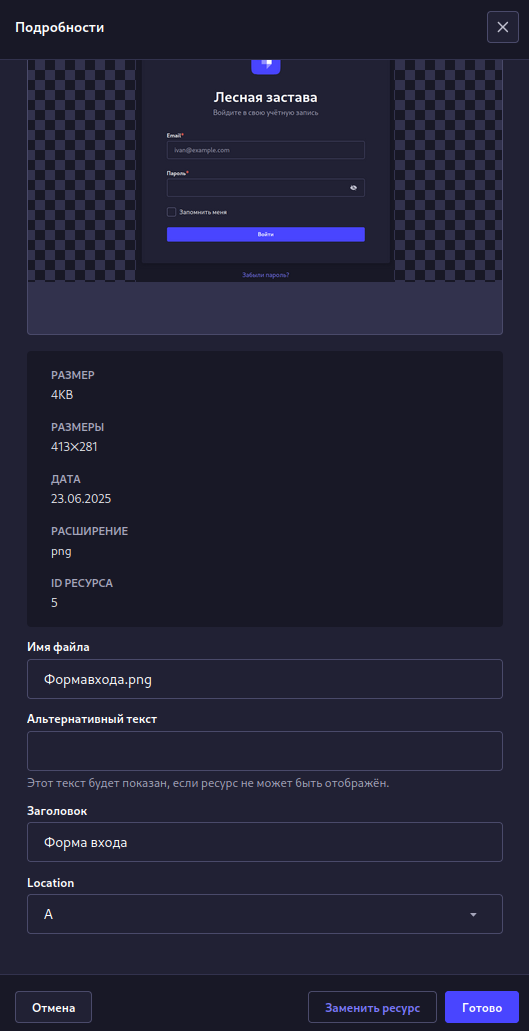 Подробности
Лесная застава
Войдите в свою учётную запись
Email*
ivan@example.com
Пароль*
Запомнить меня
Войти
Забыли пароль?
РАЗМЕР
4KB
РАЗМЕРЫ
413✕281
ДАТА
23.06.2025
РАСШИРЕНИЕ
png
ID РЕСУРСА
5
Имя файла
Формавхода.png
Альтернативный текст
Этот текст будет показан, если ресурс не может быть отображён.
Заголовок
Форма входа
Location
A
Отмена
Заменить ресурс
Готово